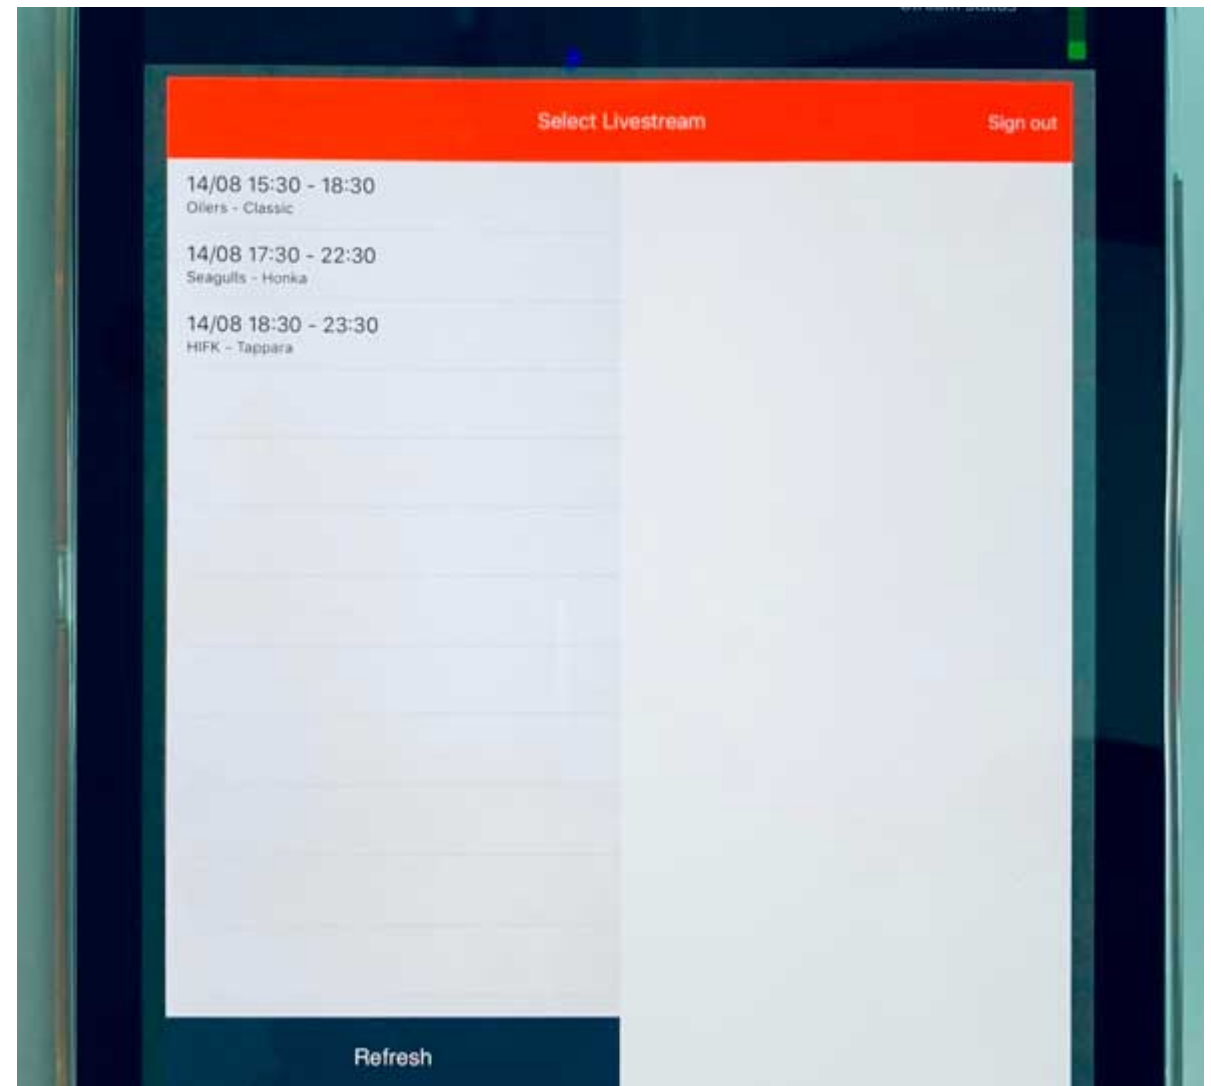 Select Livestream
Sign out
14/08 15:30 - 18:30
Oilers - Classic
14/08 17:30 - 22:30
Seagulls - Honka
14/08 18:30 - 23:30
HIFK - Tappara
Refresh